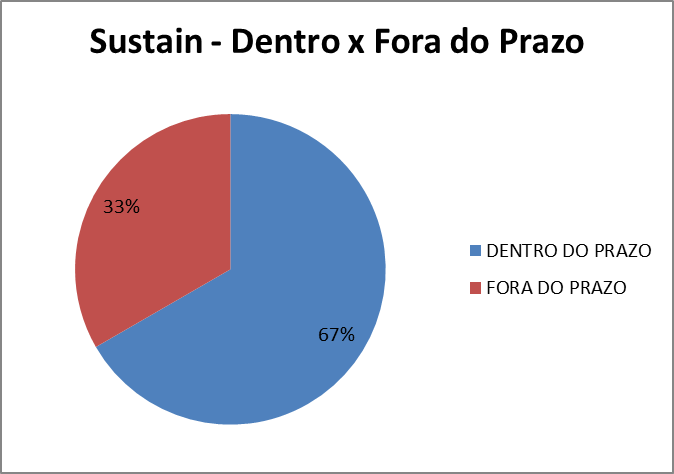 Sustain - Dentro x Fora do Prazo
33%
67%
DENTRO DO PRAZO
FORA DO PRAZO